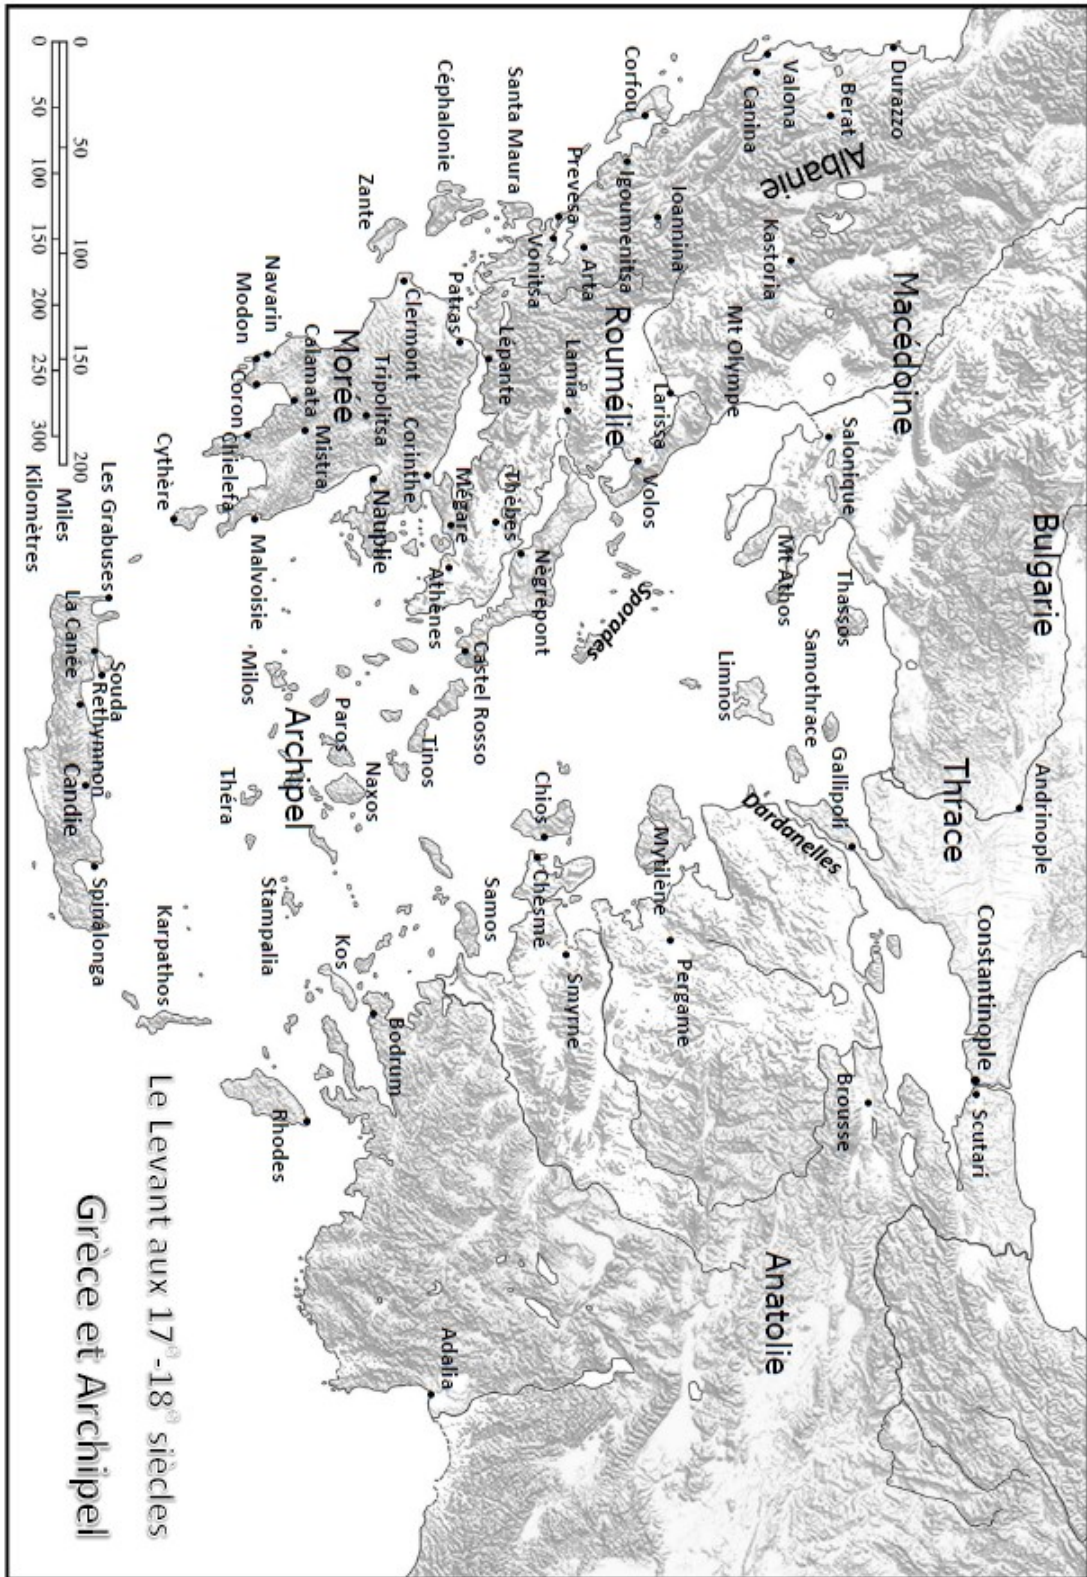 Durazzo
Berat
Valona
Canina
Albanie
Kastoria
Macédoine
Bulgarie
Andrinople
Thrace
Constantinople
Scutari
Corfou
Igoumenitsa
Ioannina
Mt Olympe
Salonique
Mt Athos
Thassos
Samothrace
Gallipoli
Limnos
Dardanelles
Brousse
Prevesa
Santa Maura
Vonitsa
Arta
Roumélie
Larissa
Volos
Lamia
Sporades
Mytilène
Pergame
Anatolie
Céphalonie
Zante
Patras
Lépante
Clermont
Morée
Tripolitsa
Corinthe
Mégare
Thèbes
Nègrepont
Athènes
Castel Rosso
Chios
Chesmé
Smyrne
Navarin
Modon
Coron
Calamata
Mistra
Chielefa
Nauplie
Malvoisie
Cythère
Milos
Paros
Naxos
Tinos
Archipel
Théra
Samos
Stampalia
Kos
Bodrum
Rhodes
Karpathos
Adalia
Les Grabuses
La Canée
Souda
Rethymnon
Candie
Spinalonga
0 50 100 150 200
Miles
0 50 100 150 200 250 300
Kilomètres
Le Levant aux 17e-18e siècles
Grèce et Archipel